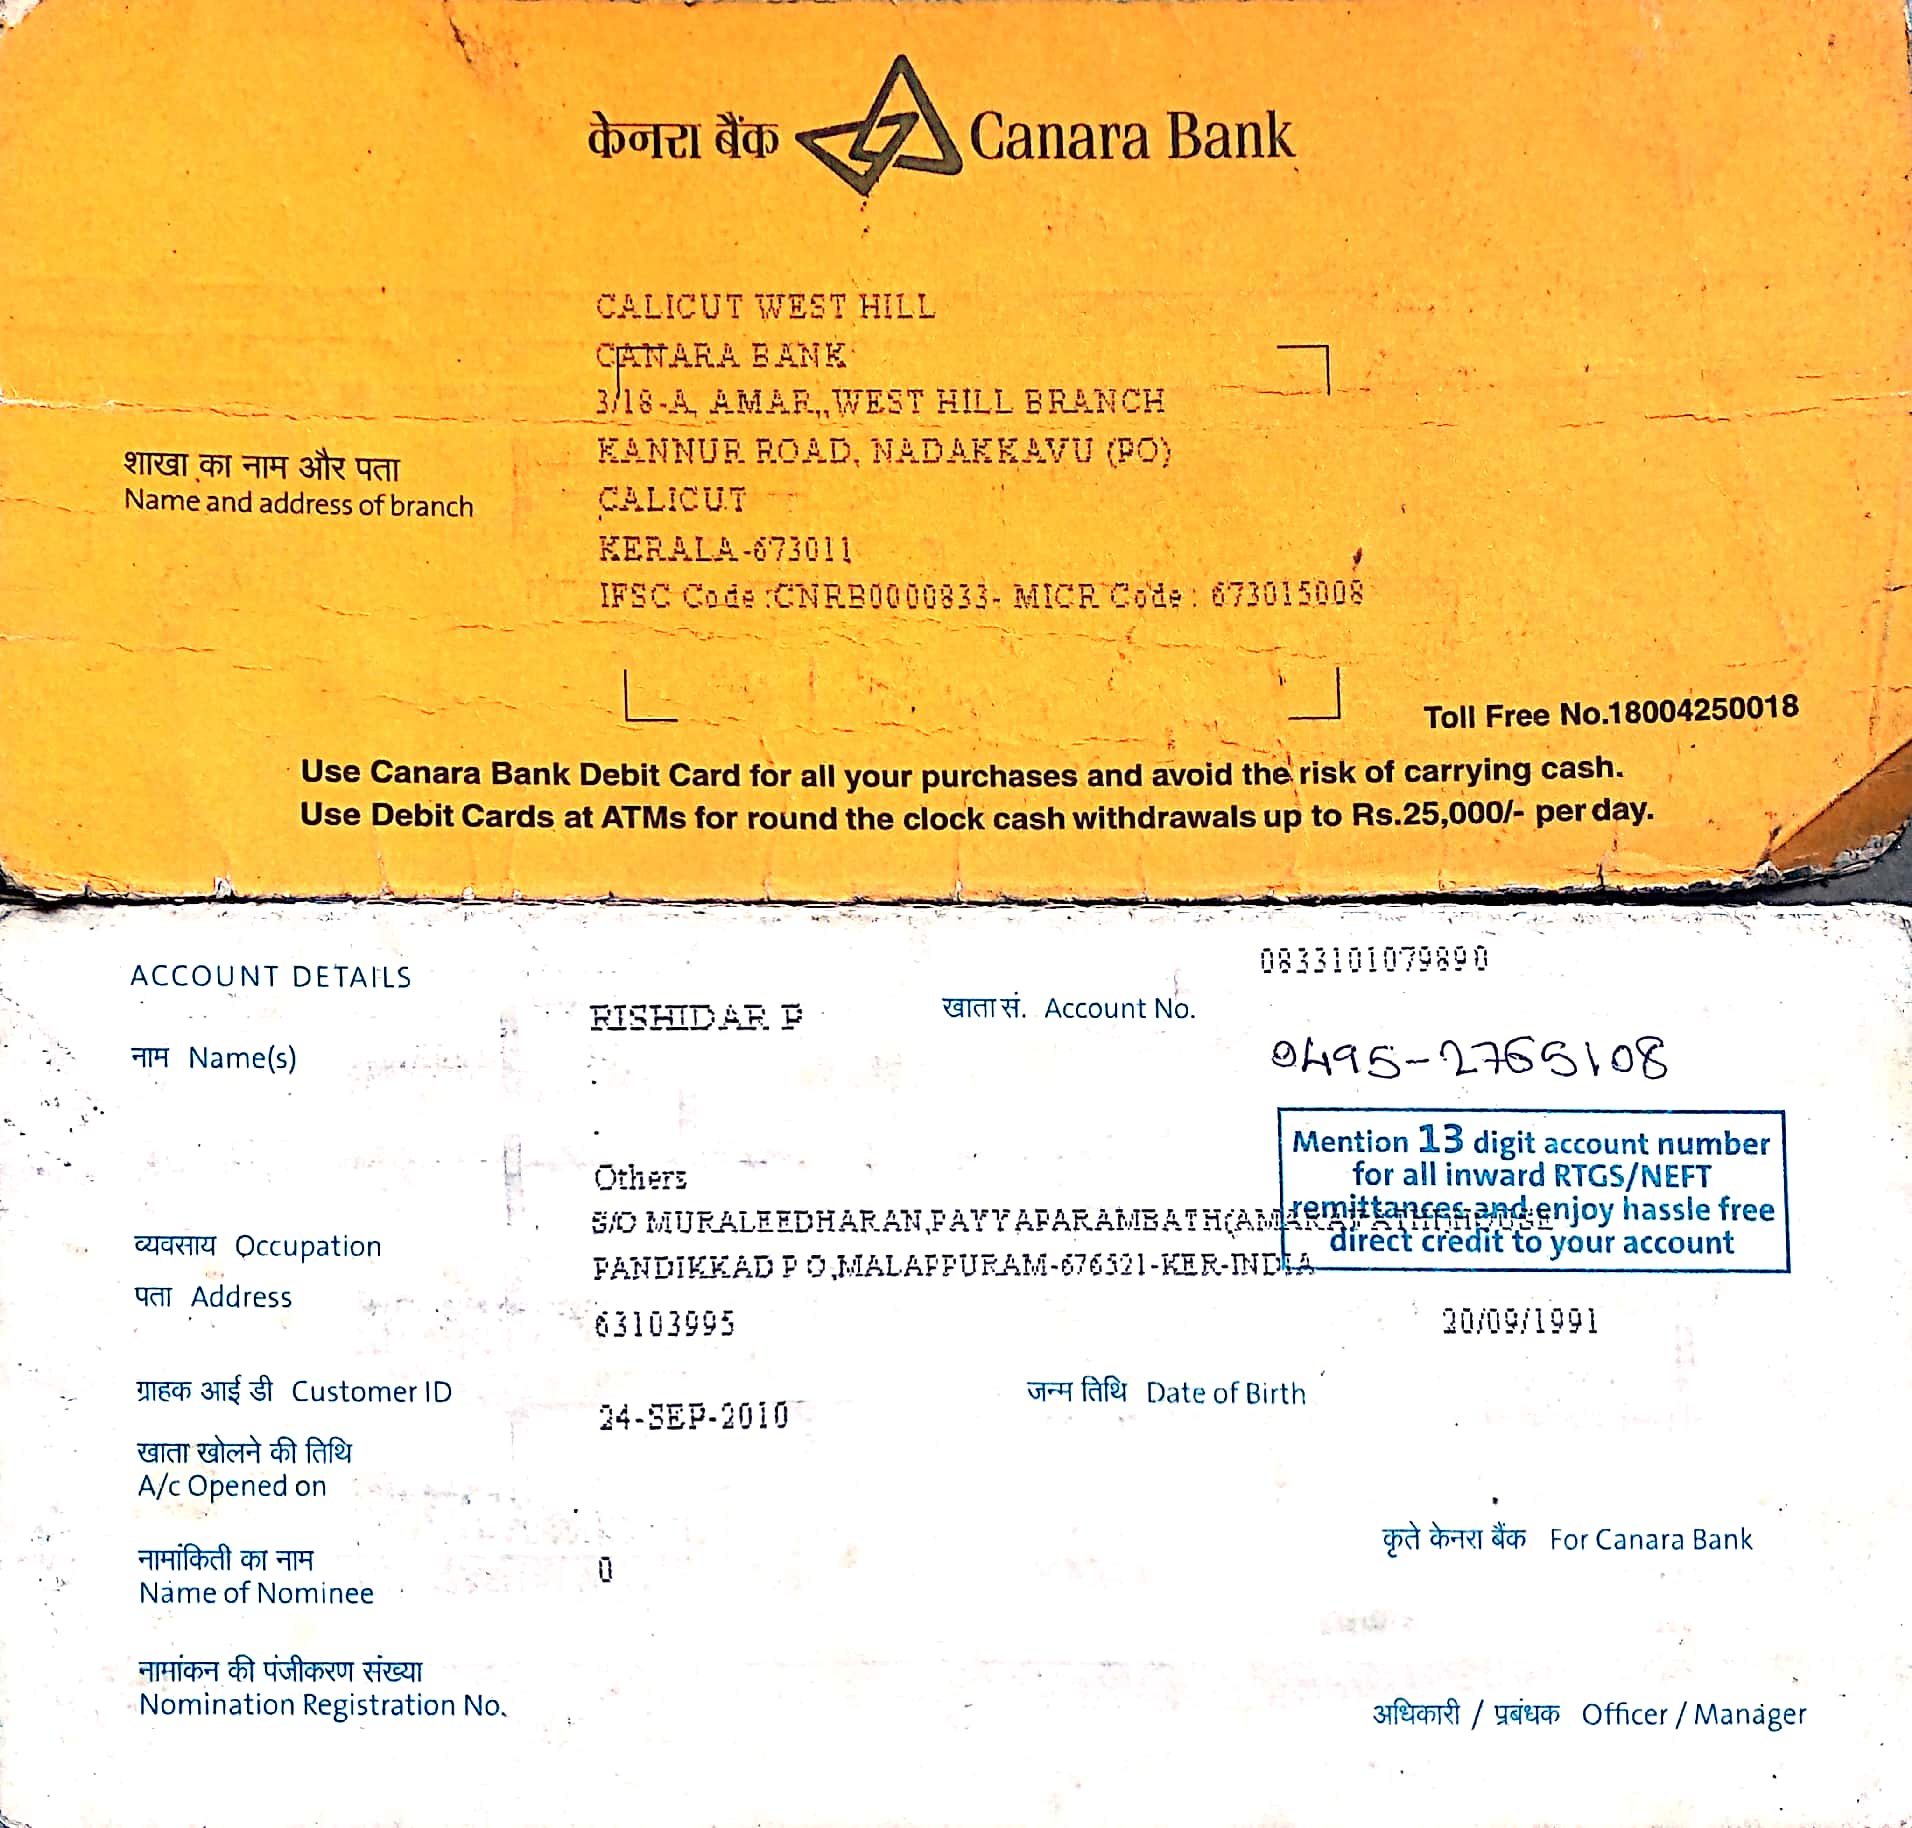 केनरा बैंक Canara Bank
CALICUT WEST HILL
CANARA BANK
3/18-A, AMAR,,WEST HILL BRANCH
KANNUR ROAD, NADAKKAVU (PO)
शाखा का नाम और पता
Name and address of branch
CALICUT
KERALA-673011
IFSC Code :CNRB0000833- MICR Code : 673015008
Toll Free No.18004250018
Use Canara Bank Debit Card for all your purchases and avoid the risk of carrying cash.
Use Debit Cards at ATMs for round the clock cash withdrawals up to Rs.25,000/- per day.
ACCOUNT DETAILS
0833101079890
RISHIDAR P
खाता सं. Account No.
नाम Name(s)
0495-2765108
Mention 13 digit account number
for all inward RTGS/NEFT
remittances and enjoy hassle free
direct credit to your account
Others
S/O MURALEEDHARAN,PAYYAPARAMBATH(AMARAPATH)HOUSE
व्यवसाय Occupation
PANDIKKAD P O,MALAPPURAM-676521-KER-INDIA
पता Address
63103995
20/09/1991
ग्राहक आई डी Customer ID
जन्म तिथि Date of Birth
24-SEP-2010
खाता खोलने की तिथि
A/c Opened on
कृते केनरा बैंक For Canara Bank
नामांकिती का नाम
Name of Nominee
0
नामांकन की पंजीकरण संख्या
Nomination Registration No.
अधिकारी / प्रबंधक Officer / Manager